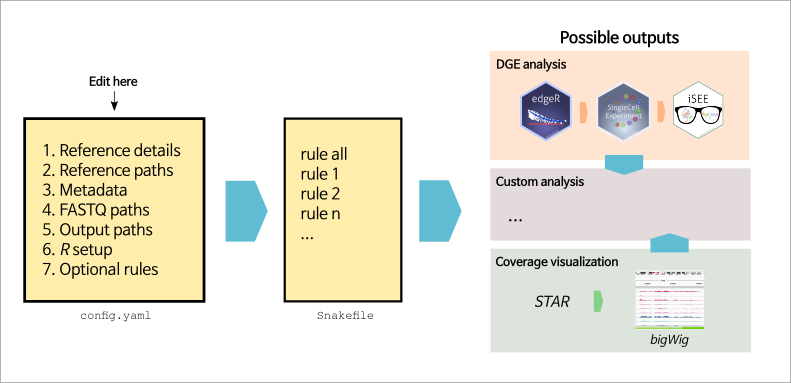 Possible outputs
Edit here
1. Reference details
2. Reference paths
3. Metadata
4. FASTQ paths
5. Output paths
6. R setup
7. Optional rules
config.yaml
rule all
rule 1
rule 2
rule n
...
Snakefile
DGE analysis
edgeR
SingleCell
Experiment
iSEE
Custom analysis
...
Coverage visualization
STAR
bigWig